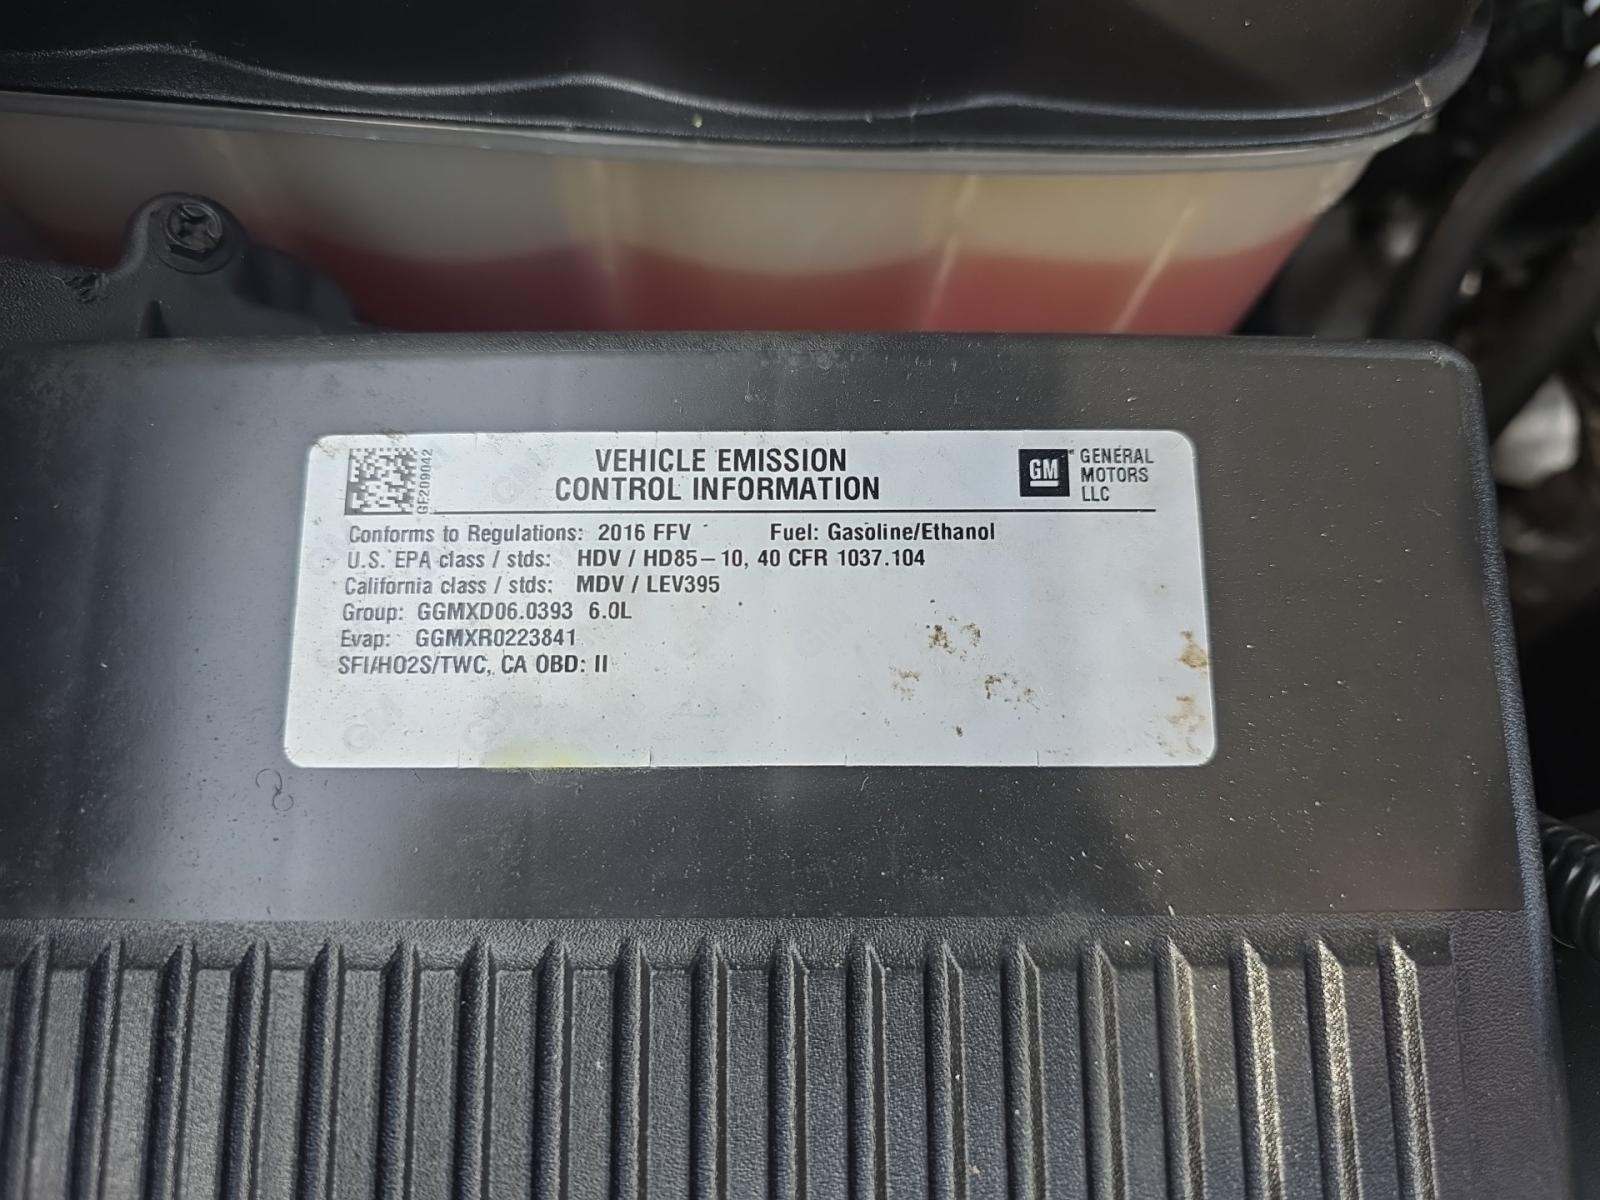 VEHICLE EMISSION
CONTROL INFORMATION
GF209042
GM
GENERAL
MOTORS
LLC
Conforms to Regulations: 2016 FFV Fuel: Gasoline/Ethanol
U.S. EPA class / stds: HDV / HD85-10, 40 CFR 1037.104
California class / stds: MDV / LEV395
Group: GGMXD06.0393 6.0L
Evap: GGMXR0223841
SFI/HO2S/TWC, CA OBD: II